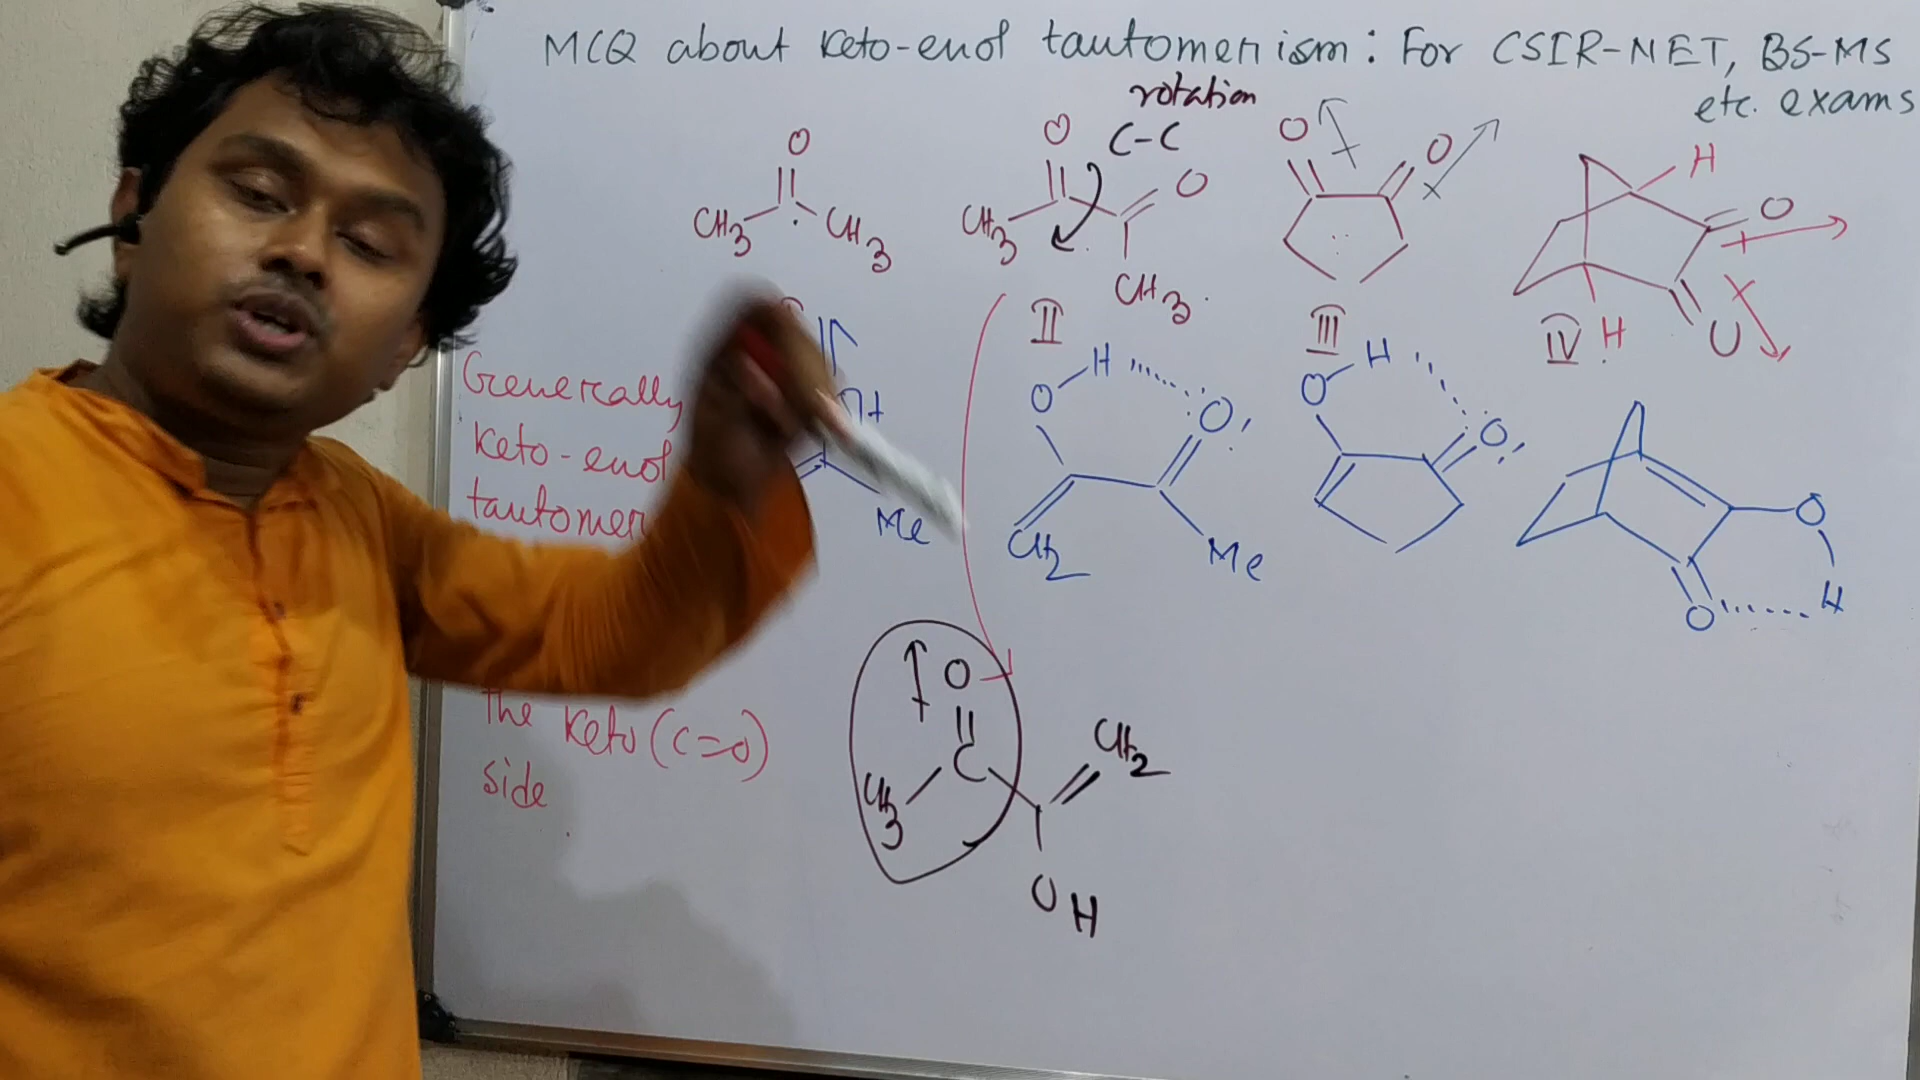 MCQ about Keto-enol tautomerism: For CSIR-NET, BS-MS
etc. exams
rotation
C-C
O
CH3 CH3
O O
CH3
CH3
O O
H
O
O
H
II
III
IV
Generally
Keto-enol
the Keto (C=O)
side
Me
O H O
CH2 Me
O H O
O
H
O
O
CH3 C CH2
OH